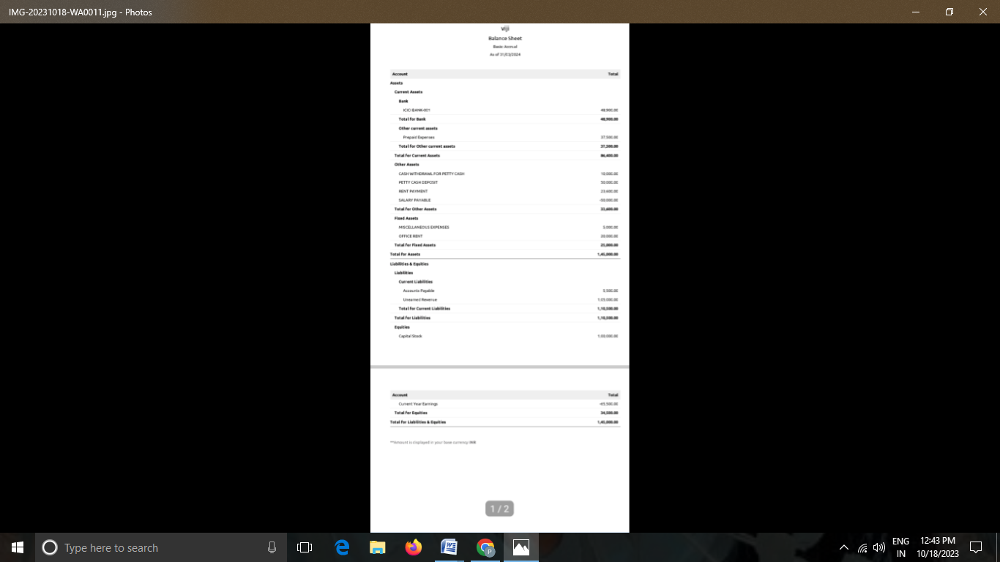 IMG-20231018-WA0011.jpg - Photos
viji
Balance Sheet
Basis: Accrual
As of 31/03/2024
Account Total
Assets
Current Assets
Bank
ICICI BANK-001 48,900.00
Total for Bank 48,900.00
Other current assets
Prepaid Expenses 37,500.00
Total for Other current assets 37,500.00
Total for Current Assets 86,400.00
Other Assets
CASH WITHDRAWAL FOR PETTY CASH 10,000.00
PETTY CASH DEPOSIT 50,000.00
RENT PAYMENT 23,600.00
SALARY PAYABLE -50,000.00
Total for Other Assets 33,600.00
Fixed Assets
MISCELLANEOUS EXPENSES 5,000.00
OFFICE RENT 20,000.00
Total for Fixed Assets 25,000.00
Total for Assets 1,45,000.00
Liabilities & Equities
Liabilities
Current Liabilities
Accounts Payable 5,500.00
Unearned Revenue 1,05,000.00
Total for Current Liabilities 1,10,500.00
Total for Liabilities 1,10,500.00
Equities
Capital Stock 1,00,000.00
Account Total
Current Year Earnings -65,500.00
Total for Equities 34,500.00
Total for Liabilities & Equities 1,45,000.00
**Amount is displayed in your base currency INR
1 / 2
Type here to search
ENG
IN
12:43 PM
10/18/2023